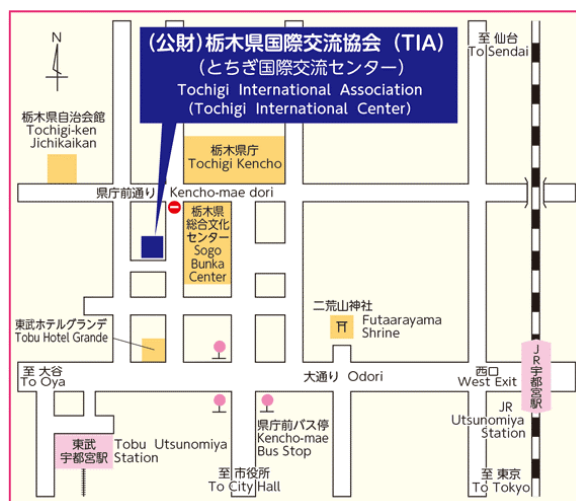 (公財)栃木県国際交流協会 (TIA)
(とちぎ国際交流センター)
Tochigi International Association
(Tochigi International Center)
至 仙台
To Sendai
N
栃木県自治会館
Tochigi-ken
Jichikaikan
栃木県庁
Tochigi Kencho
県庁前通り Kencho-mae dori
栃木県
総合文化
センター
Sogo
Bunka
Center
二荒山神社
Futaarayama
Shrine
東武ホテルグランデ
Tobu Hotel Grande
至 大谷
To Oya
大通り Odori
西口
West Exit
JR宇都宮駅
JR
Utsunomiya
Station
東武
宇都宮駅
Tobu Utsunomiya
Station
県庁前バス停
Kencho-mae
Bus Stop
至 市役所
To City Hall
至 東京
To Tokyo